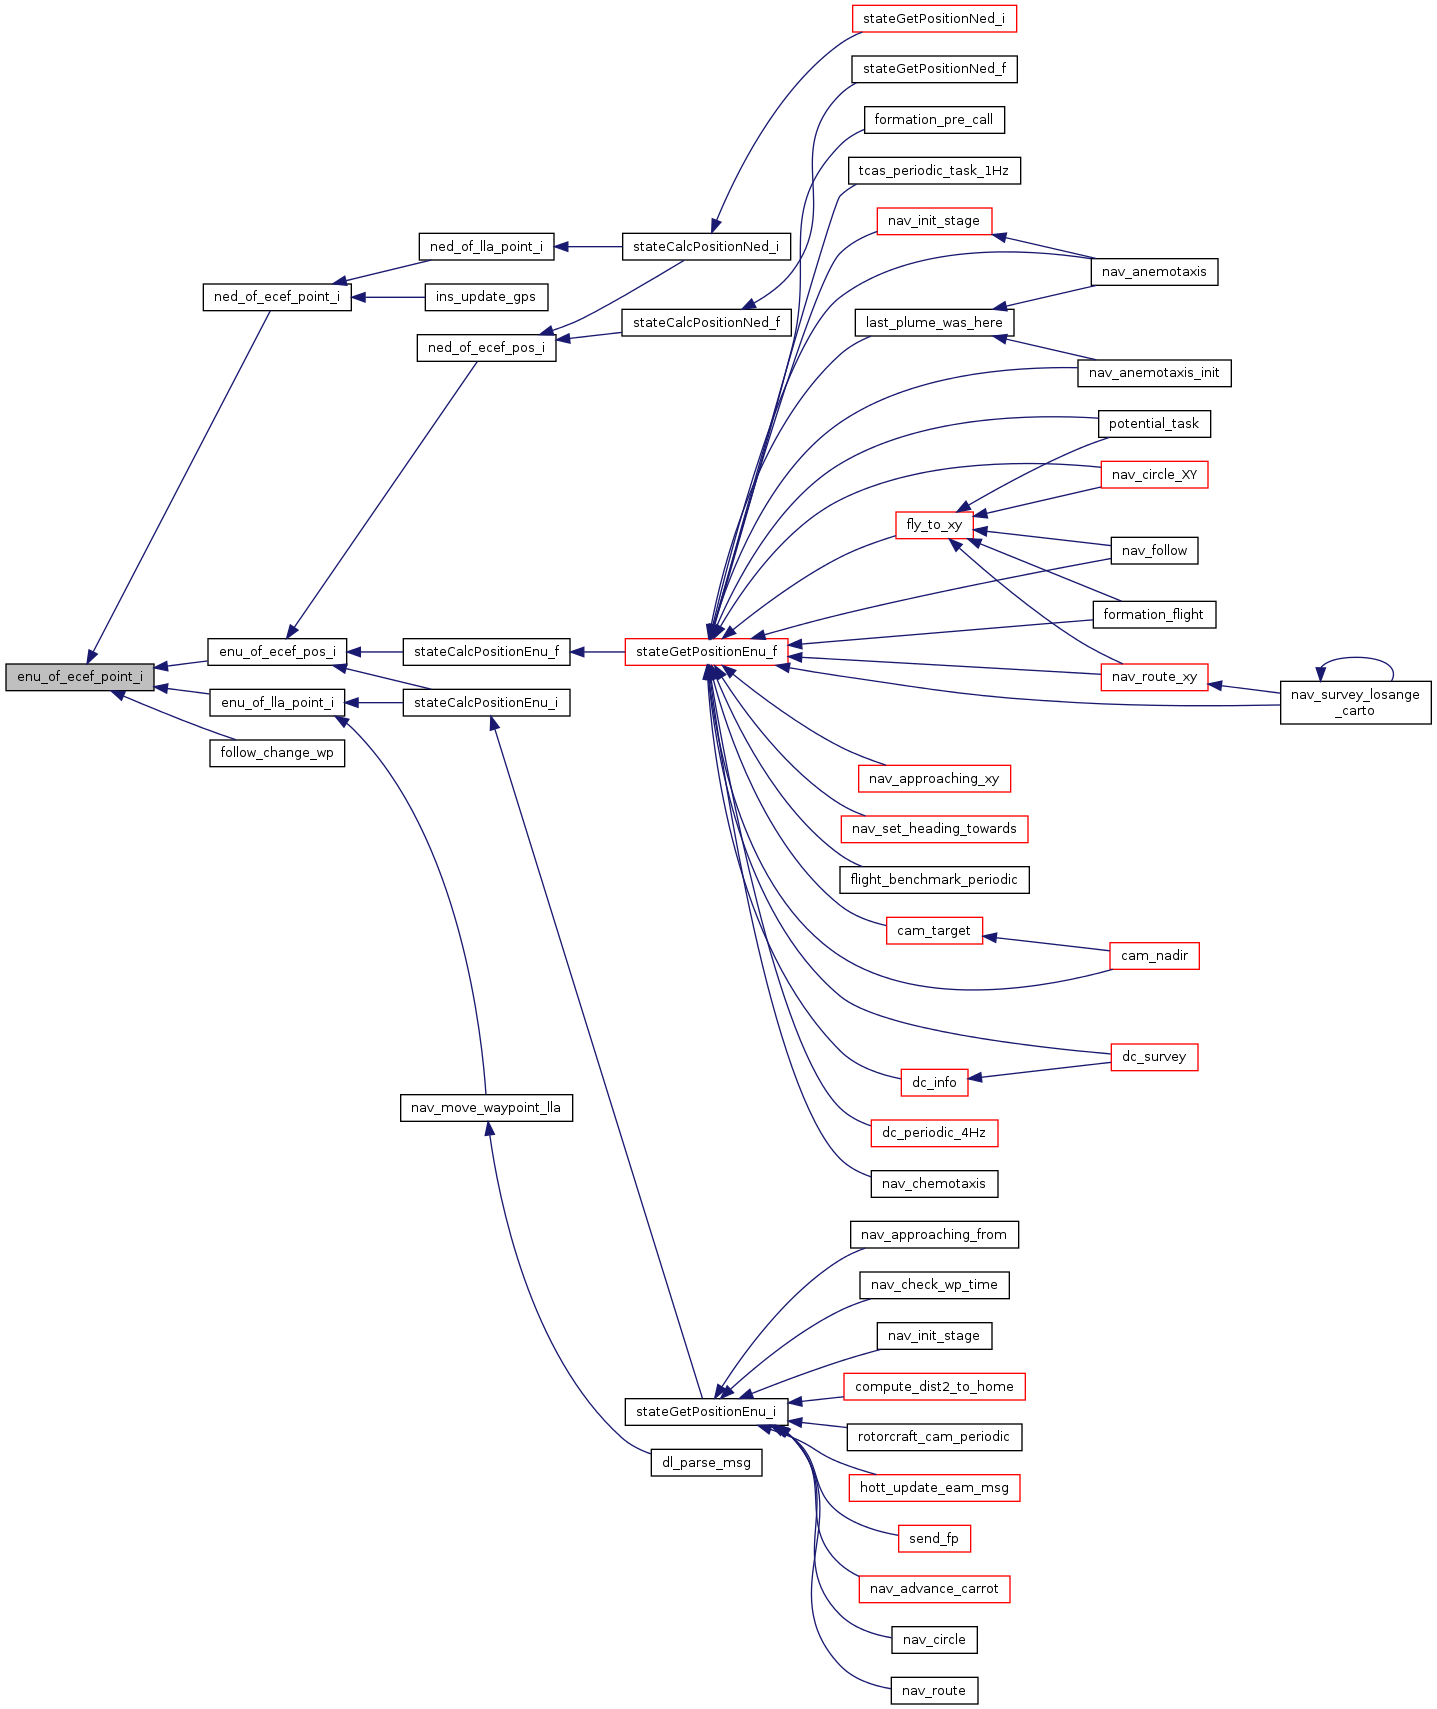 stateGetPositionNed_i
stateGetPositionNed_f
formation_pre_call
tcas_periodic_task_1Hz
nav_init_stage
ned_of_lla_point_i
stateCalcPositionNed_i
nav_anemotaxis
ned_of_ecef_point_i
ins_update_gps
stateCalcPositionNed_f
last_plume_was_here
ned_of_ecef_pos_i
nav_anemotaxis_init
potential_task
nav_circle_XY
fly_to_xy
nav_follow
formation_flight
enu_of_ecef_pos_i
stateCalcPositionEnu_f
stateGetPositionEnu_f
enu_of_ecef_point_i
nav_route_xy
nav_survey_losange
_carto
enu_of_lla_point_i
stateCalcPositionEnu_i
follow_change_wp
nav_approaching_xy
nav_set_heading_towards
flight_benchmark_periodic
cam_target
cam_nadir
dc_survey
dc_info
nav_move_waypoint_lla
dc_periodic_4Hz
nav_chemotaxis
nav_approaching_from
nav_check_wp_time
nav_init_stage
compute_dist2_to_home
stateGetPositionEnu_i
rotorcraft_cam_periodic
dl_parse_msg
hott_update_eam_msg
send_fp
nav_advance_carrot
nav_circle
nav_route